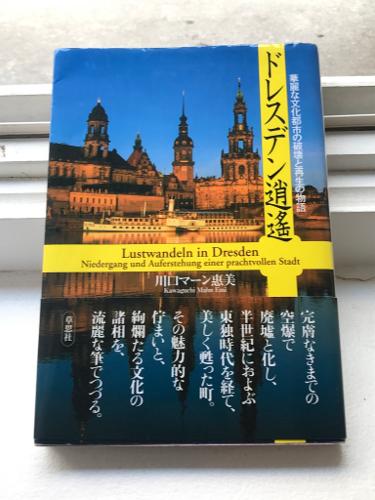 ドレスデン逍遙
華麗な文化都市の破壊と再生の物語
Lustwandeln in Dresden
Niedergang und Auferstehung einer prachtvollen Stadt
川口マーン惠美
Kawaguchi Mahn Emi
完膚なきまでの
空爆で
廃墟と化し、
半世紀におよぶ
東独時代を経て、
美しく甦った町。
その魅力的な
佇まいと、
絢爛たる文化の
諸相を、
流麗な筆でつづる。
草思社